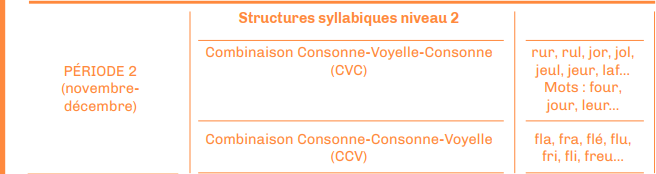 Structures syllabiques niveau 2
PÉRIODE 2
(novembre-
décembre)
Combinaison Consonne-Voyelle-Consonne
(CVC)
rur, rul, jor, jol,
jeul, jeur, laf...
Mots : four,
jour, leur...
Combinaison Consonne-Consonne-Voyelle
(CCV)
fla, fra, flé, flu,
fri, fli, freu...